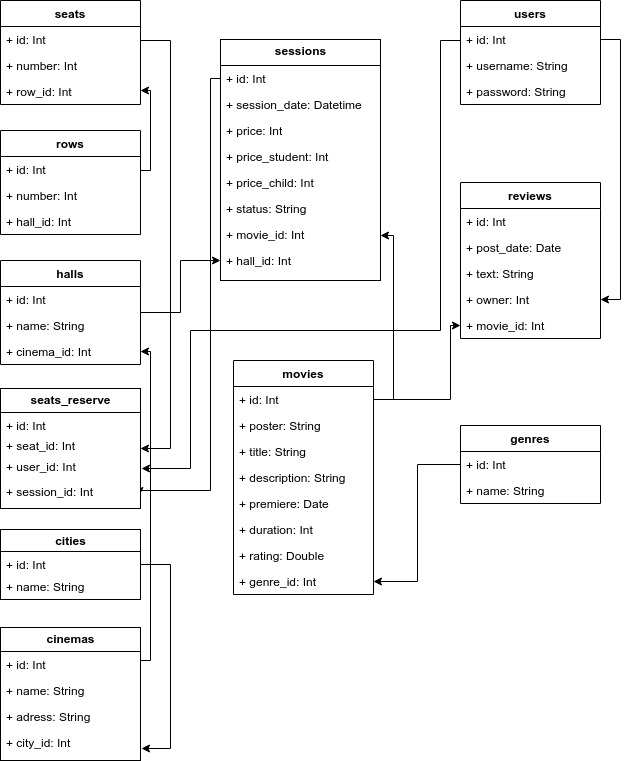 seats
+ id: Int
+ number: Int
+ row_id: Int
rows
+ id: Int
+ number: Int
+ hall_id: Int
halls
+ id: Int
+ name: String
+ cinema_id: Int
seats_reserve
+ id: Int
+ seat_id: Int
+ user_id: Int
+ session_id: Int
cities
+ id: Int
+ name: String
cinemas
+ id: Int
+ name: String
+ adress: String
+ city_id: Int
sessions
+ id: Int
+ session_date: Datetime
+ price: Int
+ price_student: Int
+ price_child: Int
+ status: String
+ movie_id: Int
+ hall_id: Int
movies
+ id: Int
+ poster: String
+ title: String
+ description: String
+ premiere: Date
+ duration: Int
+ rating: Double
+ genre_id: Int
users
+ id: Int
+ username: String
+ password: String
reviews
+ id: Int
+ post_date: Date
+ text: String
+ owner: Int
+ movie_id: Int
genres
+ id: Int
+ name: String